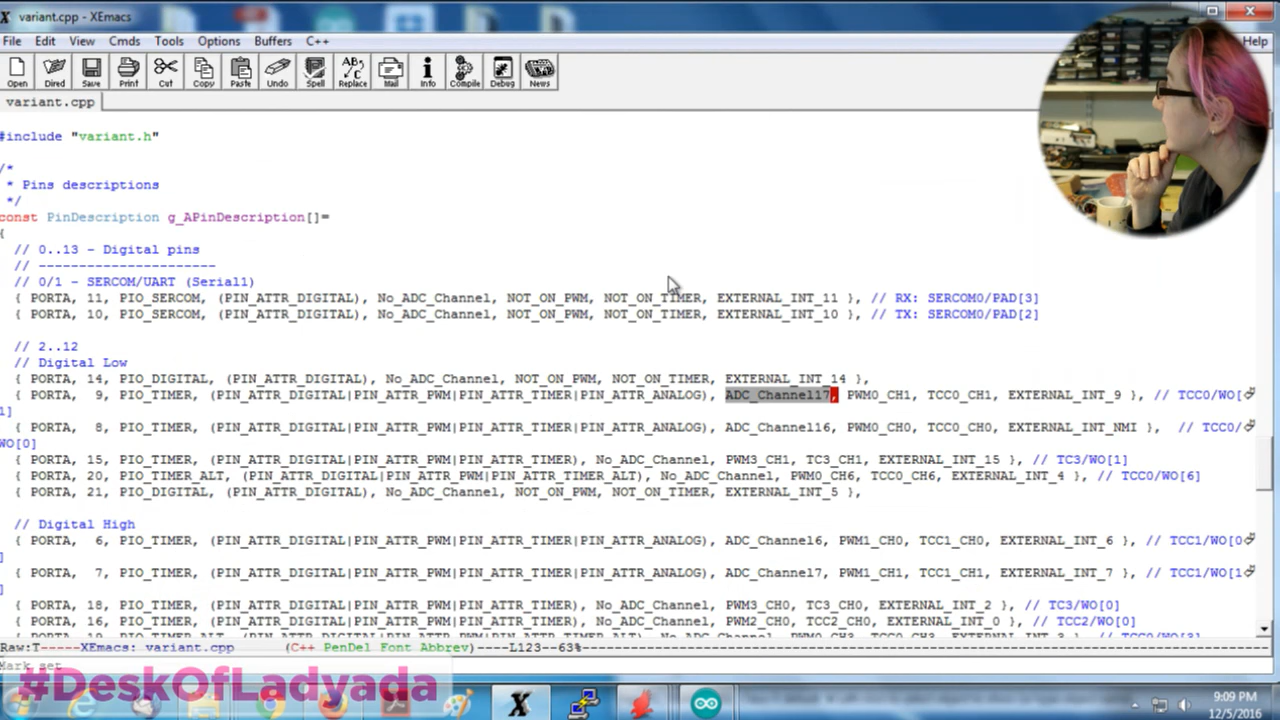 variant.cpp - XEmacs
File Edit View Cmds Tools Options Buffers C++ Help
Open Dired Save Print Cut Copy Paste Undo Spell Replace Mail Info Compile Debug News
variant.cpp
#include "variant.h"
/*
* Pins descriptions
*/
const PinDescription g_APinDescription[]=
{
// 0..13 - Digital pins
// ----------------------
// 0/1 - SERCOM/UART (Serial1)
{ PORTA, 11, PIO_SERCOM, (PIN_ATTR_DIGITAL), No_ADC_Channel, NOT_ON_PWM, NOT_ON_TIMER, EXTERNAL_INT_11 }, // RX: SERCOM0/PAD[3]
{ PORTA, 10, PIO_SERCOM, (PIN_ATTR_DIGITAL), No_ADC_Channel, NOT_ON_PWM, NOT_ON_TIMER, EXTERNAL_INT_10 }, // TX: SERCOM0/PAD[2]
// 2..12
// Digital Low
{ PORTA, 14, PIO_DIGITAL, (PIN_ATTR_DIGITAL), No_ADC_Channel, NOT_ON_PWM, NOT_ON_TIMER, EXTERNAL_INT_14 },
{ PORTA, 9, PIO_TIMER, (PIN_ATTR_DIGITAL|PIN_ATTR_PWM|PIN_ATTR_TIMER|PIN_ATTR_ANALOG), ADC_Channel17, PWM0_CH1, TCC0_CH1, EXTERNAL_INT_9 }, // TCC0/WO[
1]
{ PORTA, 8, PIO_TIMER, (PIN_ATTR_DIGITAL|PIN_ATTR_PWM|PIN_ATTR_TIMER|PIN_ATTR_ANALOG), ADC_Channel16, PWM0_CH0, TCC0_CH0, EXTERNAL_INT_NMI }, // TCC0/
WO[0]
{ PORTA, 15, PIO_TIMER, (PIN_ATTR_DIGITAL|PIN_ATTR_PWM|PIN_ATTR_TIMER), No_ADC_Channel, PWM3_CH1, TC3_CH1, EXTERNAL_INT_15 }, // TC3/WO[1]
{ PORTA, 20, PIO_TIMER_ALT, (PIN_ATTR_DIGITAL|PIN_ATTR_PWM|PIN_ATTR_TIMER_ALT), No_ADC_Channel, PWM0_CH6, TCC0_CH6, EXTERNAL_INT_4 }, // TCC0/WO[6]
{ PORTA, 21, PIO_DIGITAL, (PIN_ATTR_DIGITAL), No_ADC_Channel, NOT_ON_PWM, NOT_ON_TIMER, EXTERNAL_INT_5 },
// Digital High
{ PORTA, 6, PIO_TIMER, (PIN_ATTR_DIGITAL|PIN_ATTR_PWM|PIN_ATTR_TIMER|PIN_ATTR_ANALOG), ADC_Channel6, PWM1_CH0, TCC1_CH0, EXTERNAL_INT_6 }, // TCC1/WO[0
]
{ PORTA, 7, PIO_TIMER, (PIN_ATTR_DIGITAL|PIN_ATTR_PWM|PIN_ATTR_TIMER|PIN_ATTR_ANALOG), ADC_Channel7, PWM1_CH1, TCC1_CH1, EXTERNAL_INT_7 }, // TCC1/WO[1
]
{ PORTA, 18, PIO_TIMER, (PIN_ATTR_DIGITAL|PIN_ATTR_PWM|PIN_ATTR_TIMER), No_ADC_Channel, PWM3_CH0, TC3_CH0, EXTERNAL_INT_2 }, // TC3/WO[0]
{ PORTA, 16, PIO_TIMER, (PIN_ATTR_DIGITAL|PIN_ATTR_PWM|PIN_ATTR_TIMER), No_ADC_Channel, PWM2_CH0, TCC2_CH0, EXTERNAL_INT_0 }, // TCC2/WO[0]
Raw:T-----XEmacs: variant.cpp (C++ PenDel Font Abbrev)----L123--63%
Mark set
#DeskOfLadyada
9:09 PM
12/5/2016